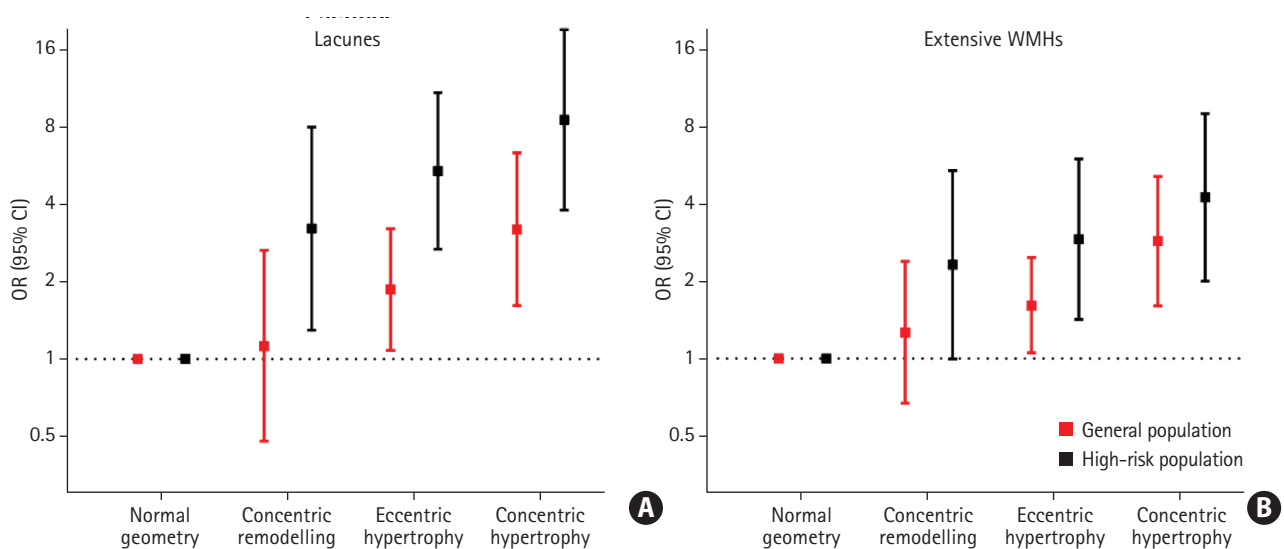 Lacunes
16
8
4
2
1
0.5
OR (95% CI)
Normal
geometry
Concentric
remodelling
Eccentric
hypertrophy
Concentric
hypertrophy
A
Extensive WMHs
16
8
4
2
1
0.5
OR (95% CI)
General population
High-risk population
Normal
geometry
Concentric
remodelling
Eccentric
hypertrophy
Concentric
hypertrophy
B